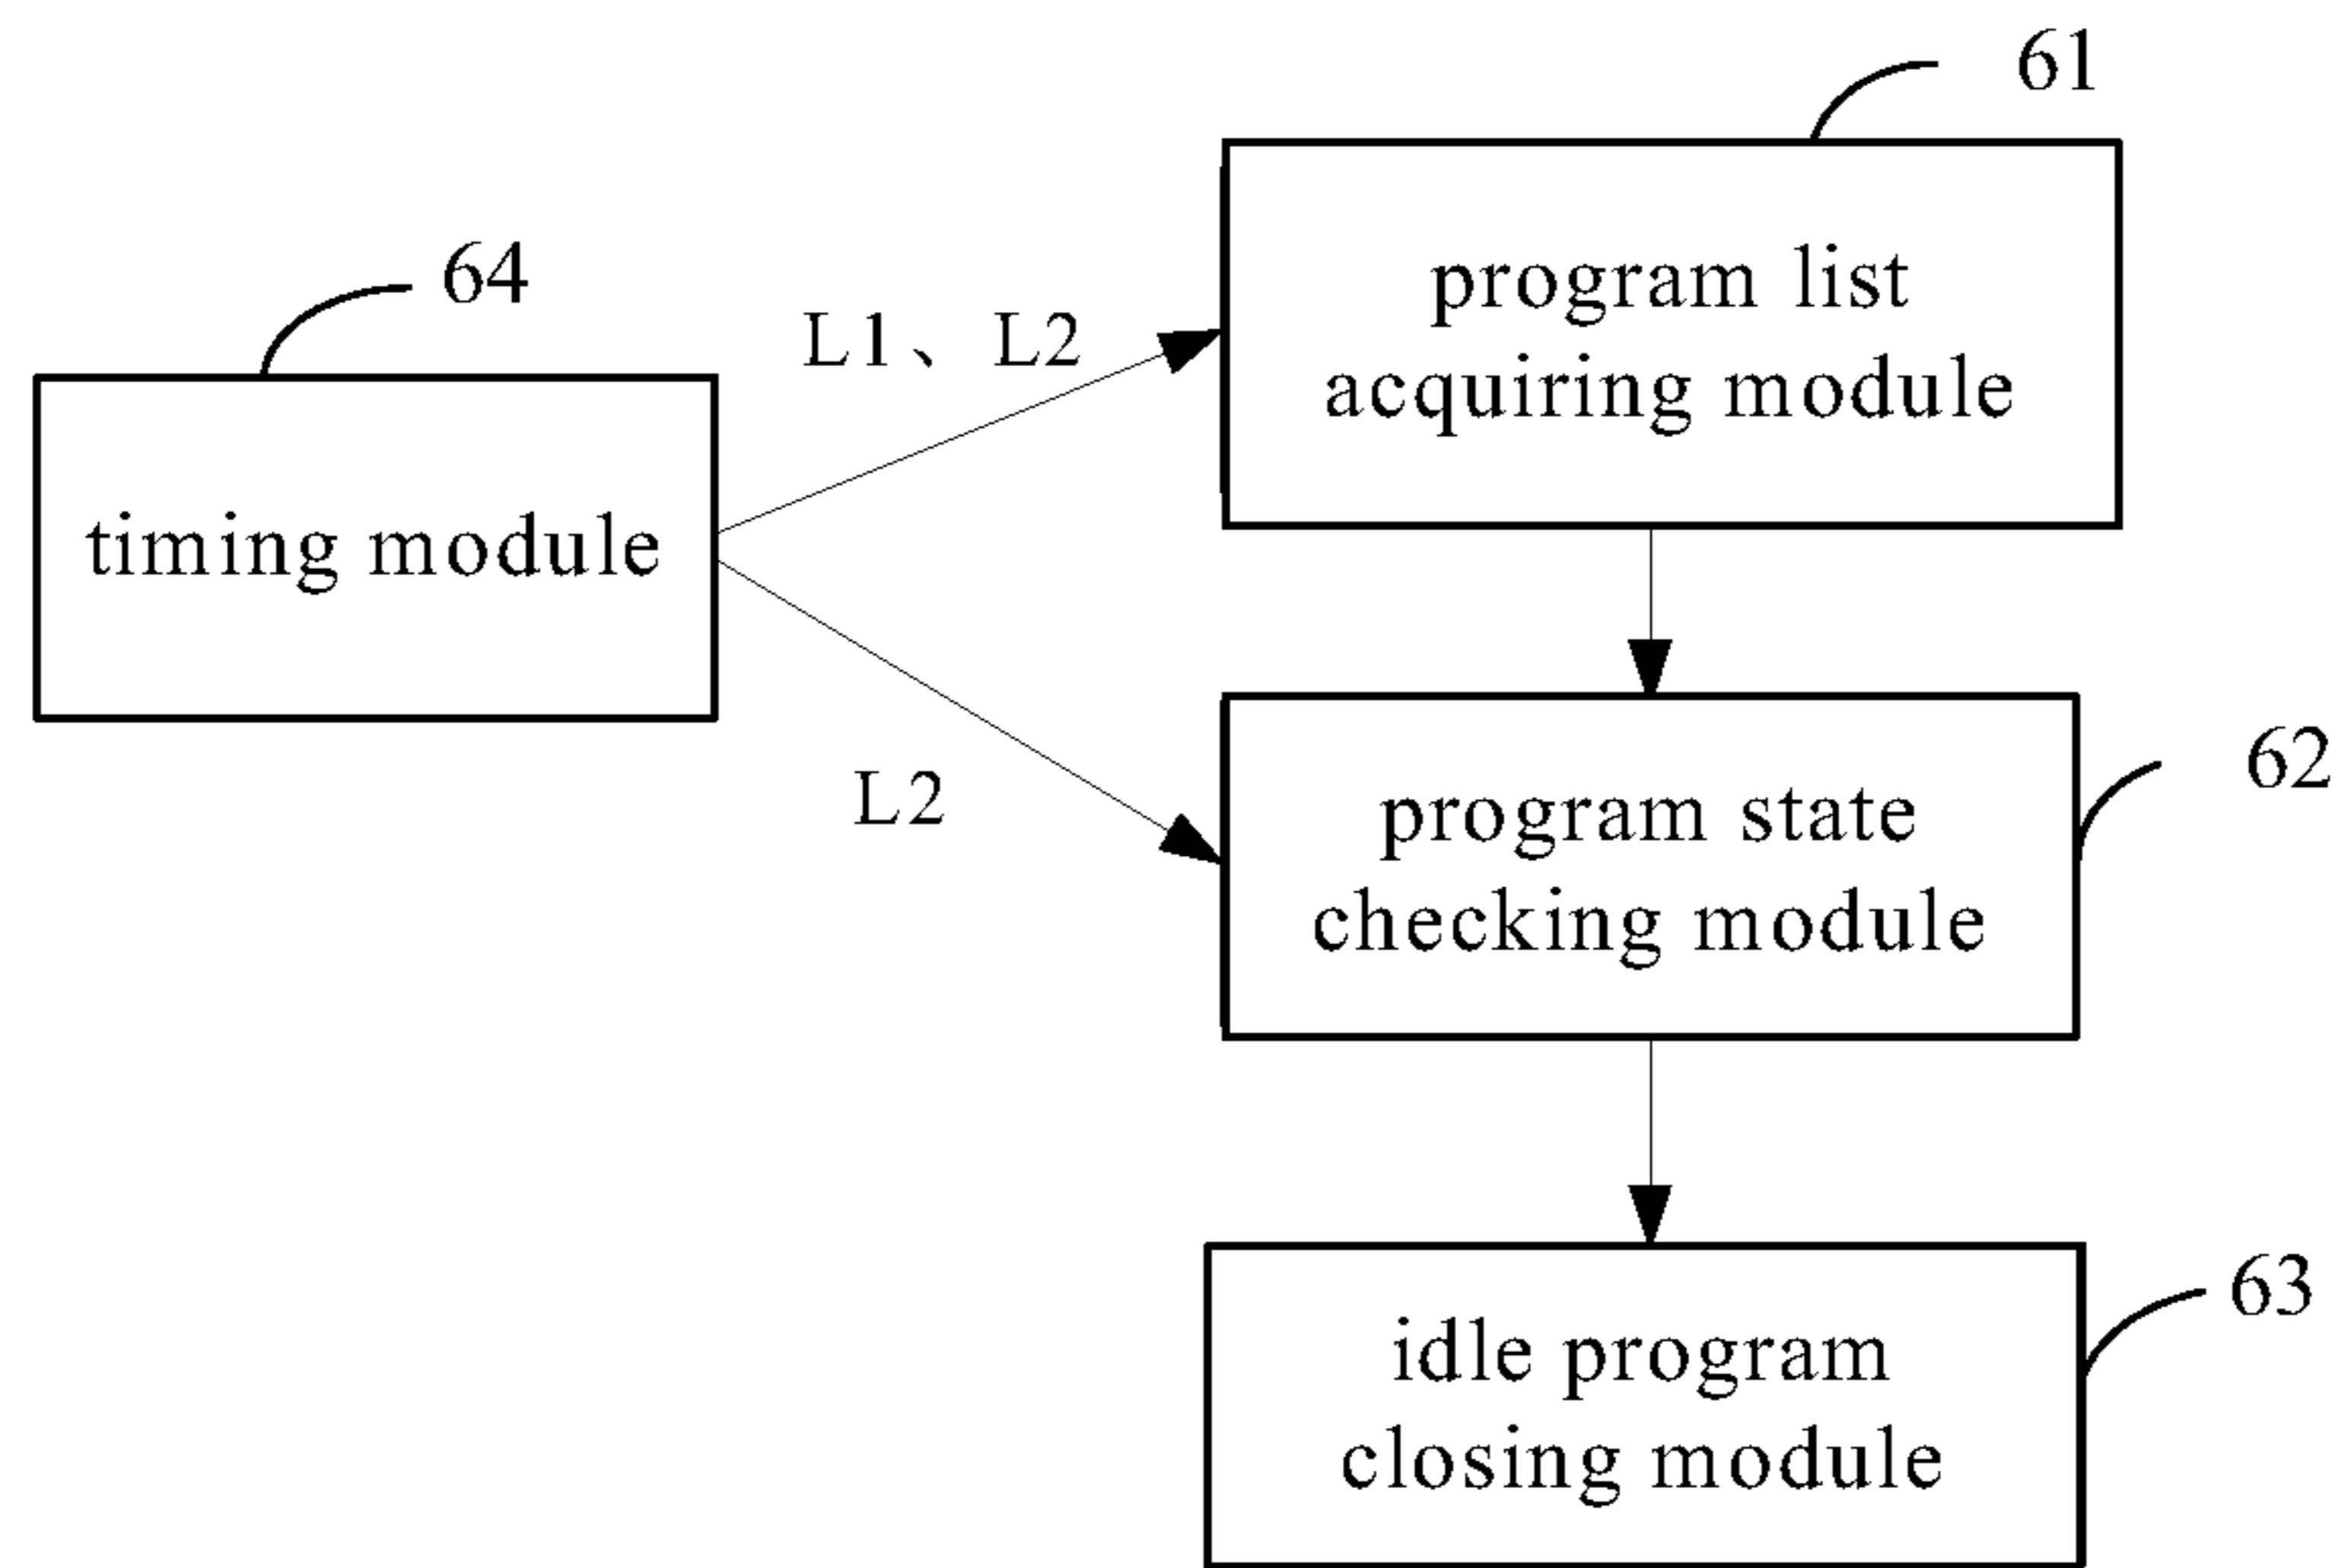 61
64
program list
acquiring module
L1、L2
timing module
62
program state
checking module
L2
63
idle program
closing module